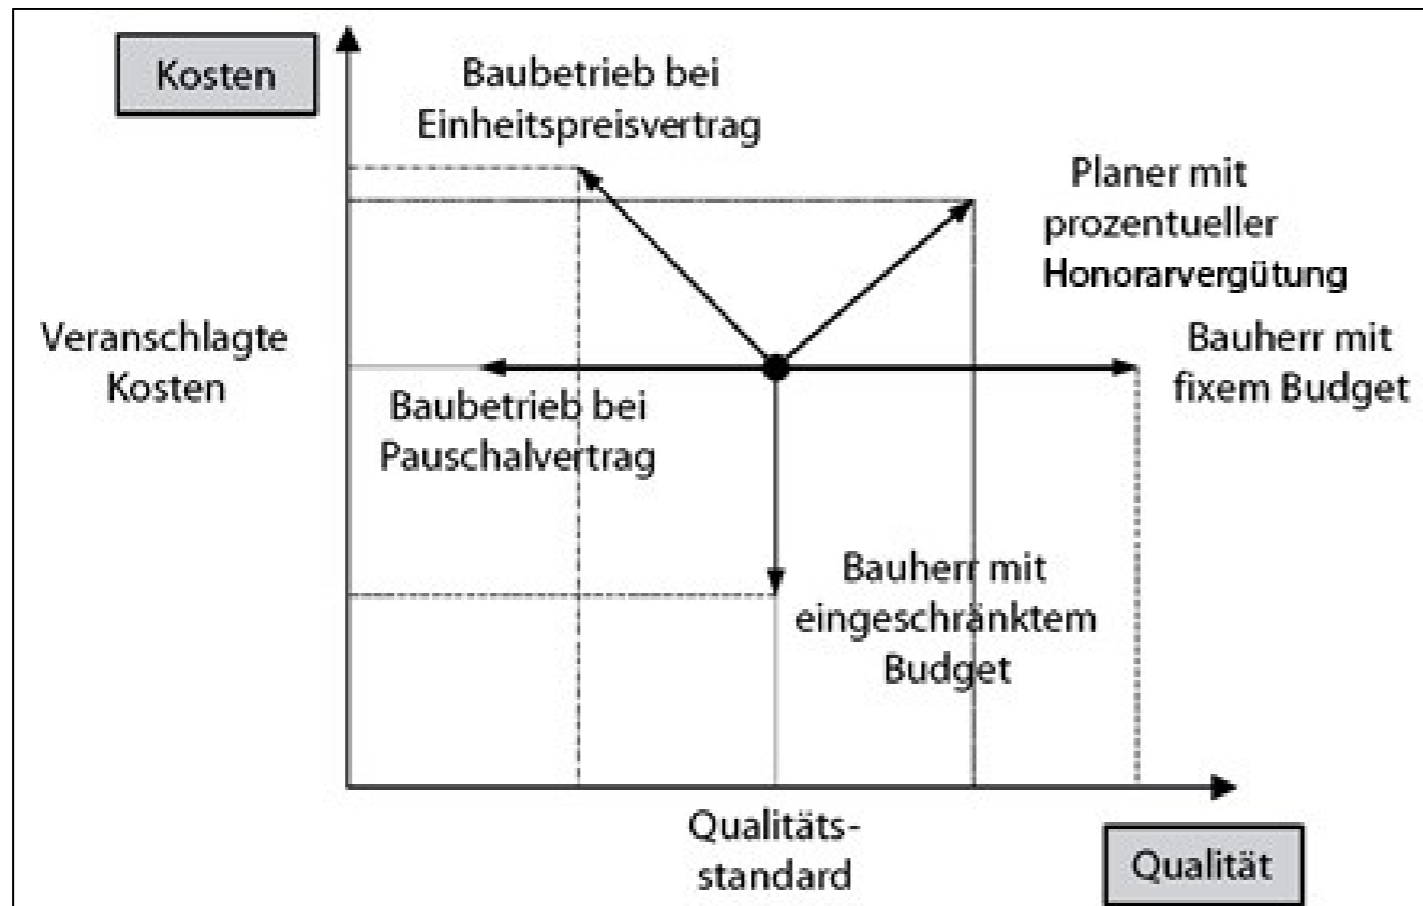 Kosten
Baubetrieb bei
Einheitspreisvertrag
Planer mit
prozentueller
Honorarvergütung
Veranschlagte
Kosten
Bauherr mit
fixem Budget
Baubetrieb bei
Pauschalvertrag
Bauherr mit
eingeschränktem
Budget
Qualitäts-
standard
Qualität